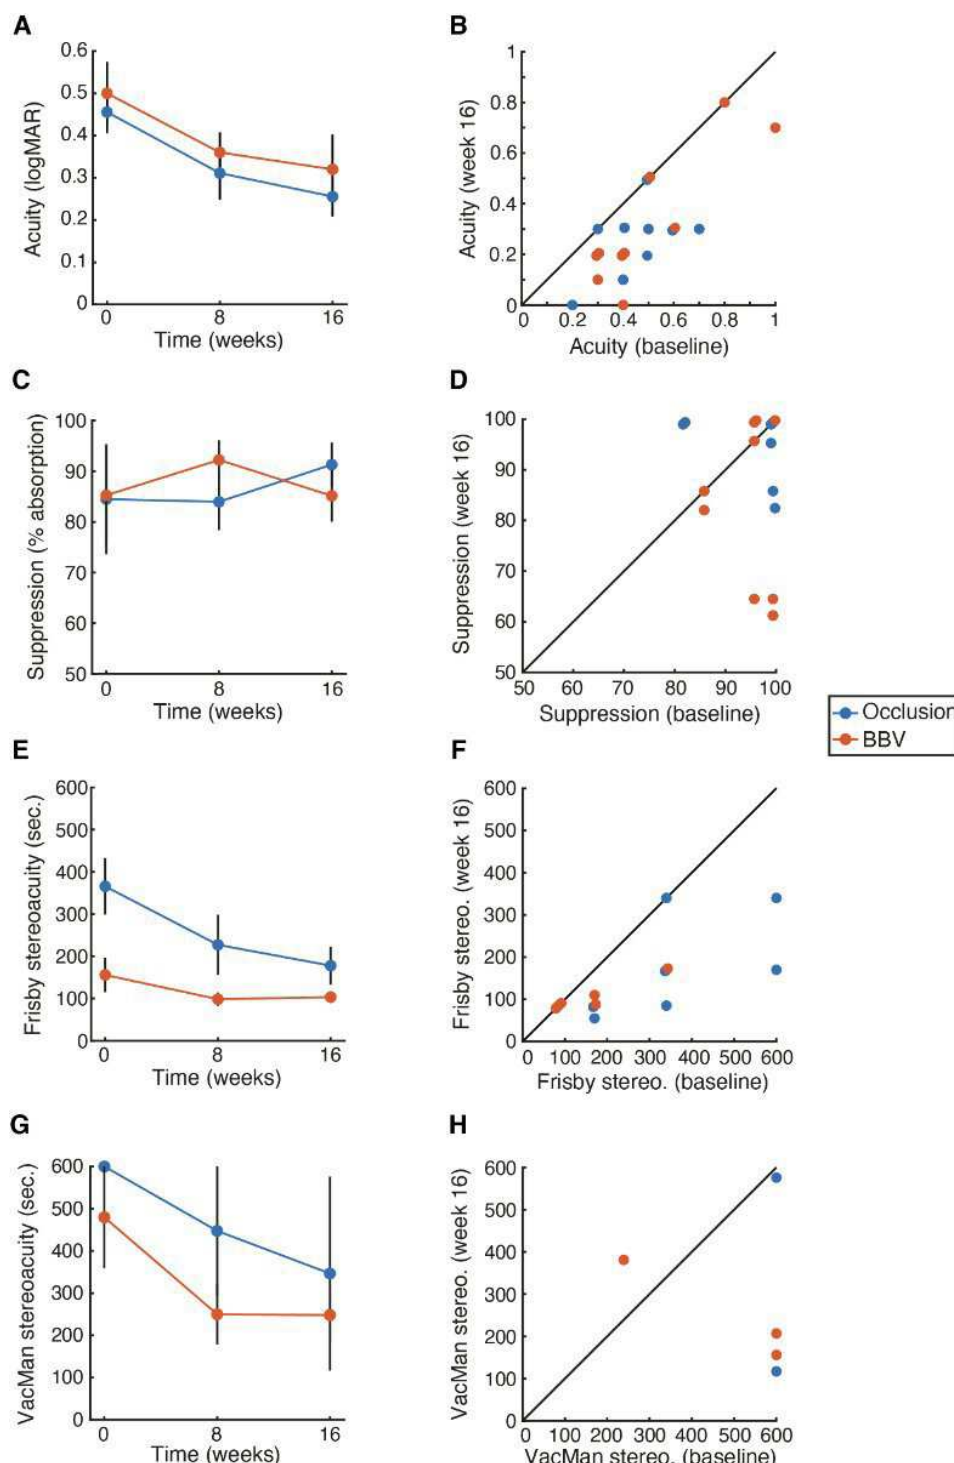 A
0.6
0.5
0.4
0.3
0.2
0.1
0
Acuity (logMAR)
0 8 16
Time (weeks)
B
1
0.8
0.6
0.4
0.2
0
Acuity (week 16)
0 0.2 0.4 0.6 0.8 1
Acuity (baseline)
C
100
90
80
70
60
50
Suppression (% absorption)
0 8 16
Time (weeks)
D
100
90
80
70
60
50
Suppression (week 16)
50 60 70 80 90 100
Suppression (baseline)
Occlusion
BBV
E
600
500
400
300
200
100
0
Frisby stereoacuity (sec.)
0 8 16
Time (weeks)
F
600
500
400
300
200
100
0
Frisby stereo. (week 16)
0 100 200 300 400 500 600
Frisby stereo. (baseline)
G
600
500
400
300
200
100
0
VacMan stereoacuity (sec.)
0 8 16
Time (weeks)
H
600
500
400
300
200
100
0
VacMan stereo. (week 16)
0 100 200 300 400 500 600
VacMan stereo. (baseline)